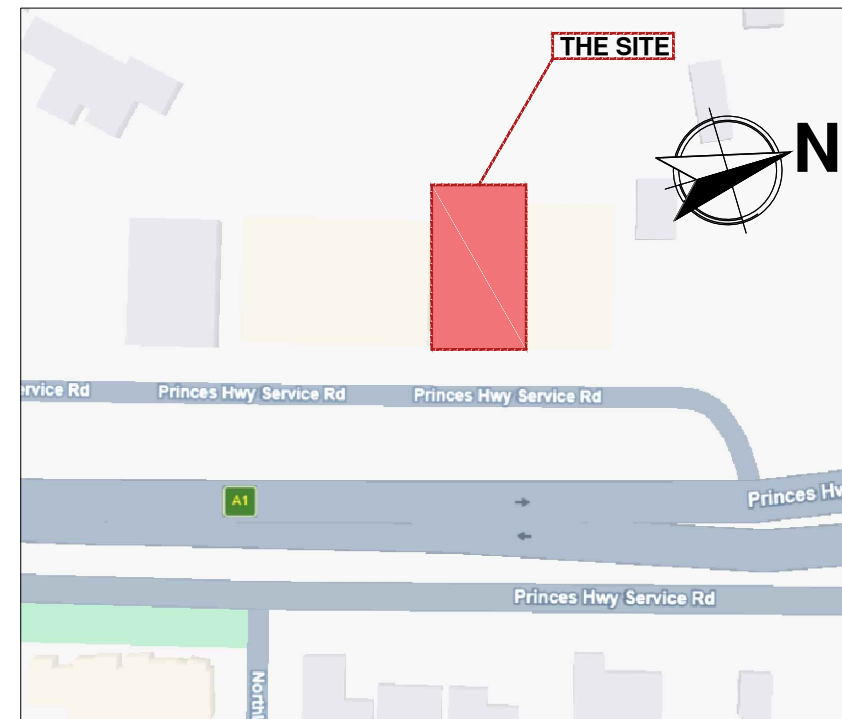 THE SITE
N
ervice Rd
Princes Hwy Service Rd
Princes Hwy Service Rd
A1
Princes Hw
Princes Hwy Service Rd
North